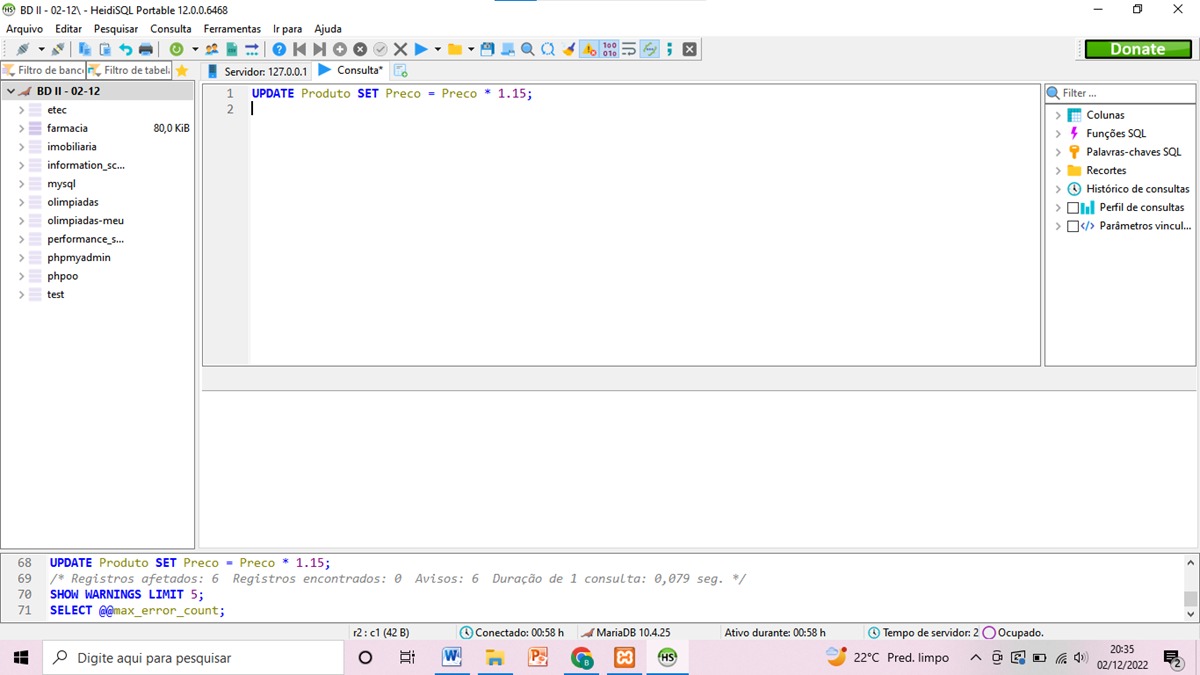 BD II - 02-12\ - HeidiSQL Portable 12.0.0.6468
Arquivo Editar Pesquisar Consulta Ferramentas Ir para Ajuda
Donate
Filtro de banco Filtro de tabela Servidor: 127.0.0.1 Consulta*
BD II - 02-12
etec
farmacia 80,0 KiB
imobiliaria
information_sc...
mysql
olimpiadas
olimpiadas-meu
performance_s...
phpmyadmin
phpoo
test
1 UPDATE Produto SET Preco = Preco * 1.15;
2
Filter ...
Colunas
Funções SQL
Palavras-chaves SQL
Recortes
Histórico de consultas
Perfil de consultas
Parâmetros vincul...
68 UPDATE Produto SET Preco = Preco * 1.15;
69 /* Registros afetados: 6 Registros encontrados: 0 Avisos: 6 Duração de 1 consulta: 0,079 seg. */
70 SHOW WARNINGS LIMIT 5;
71 SELECT @@max_error_count;
r2 : c1 (42 B) Conectado: 00:58 h MariaDB 10.4.25 Ativo durante: 00:58 h Tempo de servidor: 2 Ocupado.
Digite aqui para pesquisar
22°C Pred. limpo
20:35
02/12/2022
2